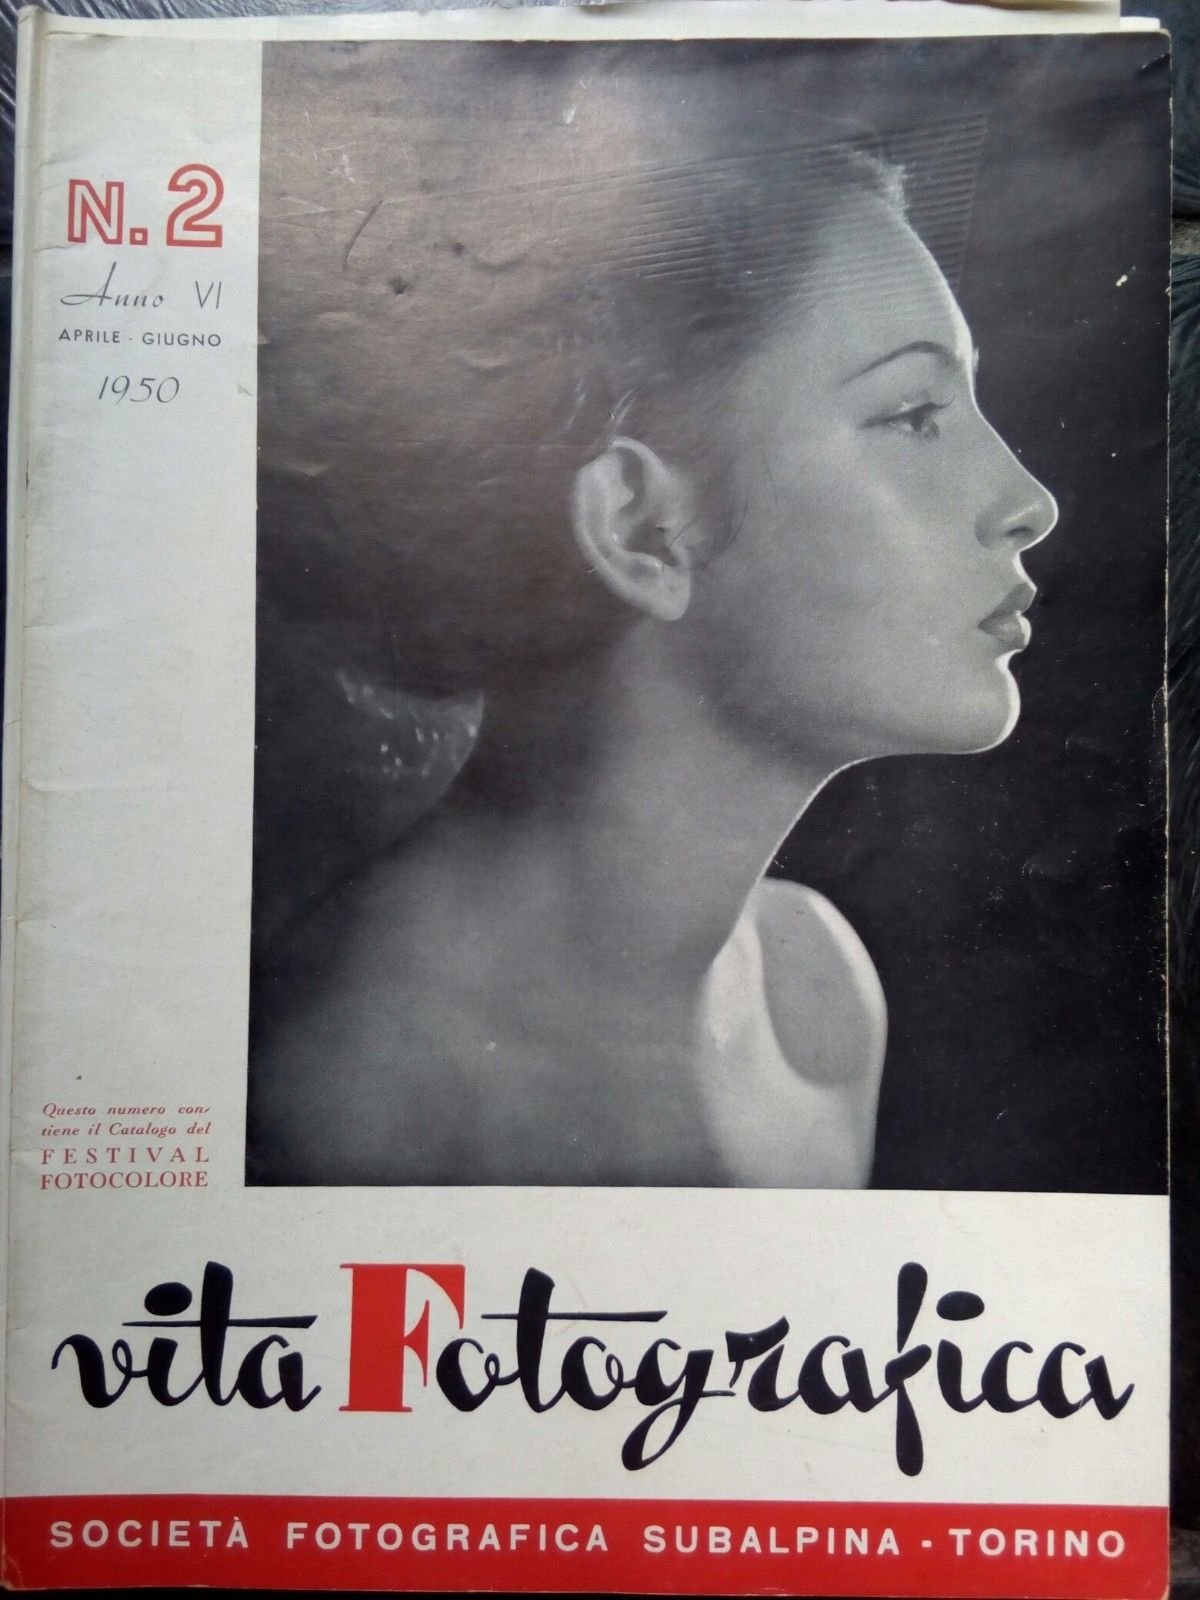 N. 2
Anno VI
APRILE - GIUGNO
1950
Questo numero con-
tiene il Catalogo del
FESTIVAL
FOTOCOLORE
vita Fotografica
SOCIETÀ FOTOGRAFICA SUBALPINA - TORINO